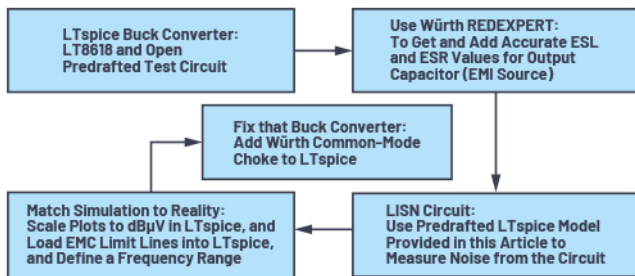 LTspice Buck Converter:
LT8618 and Open
Predrafted Test Circuit
Use Würth REDEXPERT:
To Get and Add Accurate ESL
and ESR Values for Output
Capacitor (EMI Source)
Fix that Buck Converter:
Add Würth Common-Mode
Choke to LTspice
Match Simulation to Reality:
Scale Plots to dBµV in LTspice, and
Load EMC Limit Lines into LTspice,
and Define a Frequency Range
LISN Circuit:
Use Predrafted LTspice Model
Provided in this Article to
Measure Noise from the Circuit